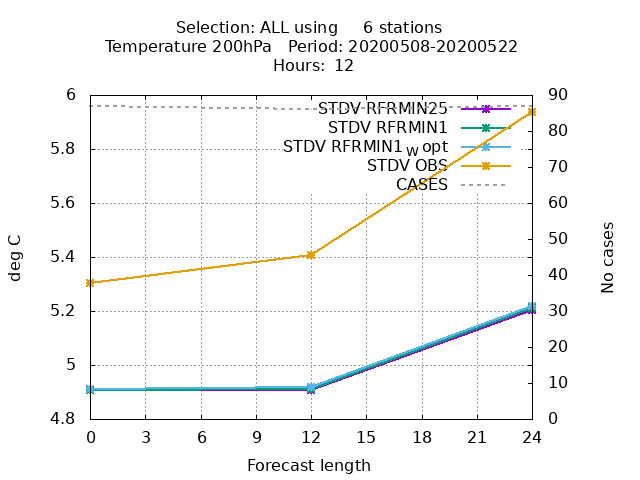 Selection: ALL using     6 stations
Temperature 200hPa   Period: 20200508-20200522
Hours:  12
6
5.8
5.6
5.4
5.2
5
4.8
deg C
90
80
70
60
50
40
30
20
10
0
No cases
STDV RFRMIN25
STDV RFRMIN1
STDV RFRMIN1 w opt
STDV OBS
CASES
0 3 6 9 12 15 18 21 24
Forecast length